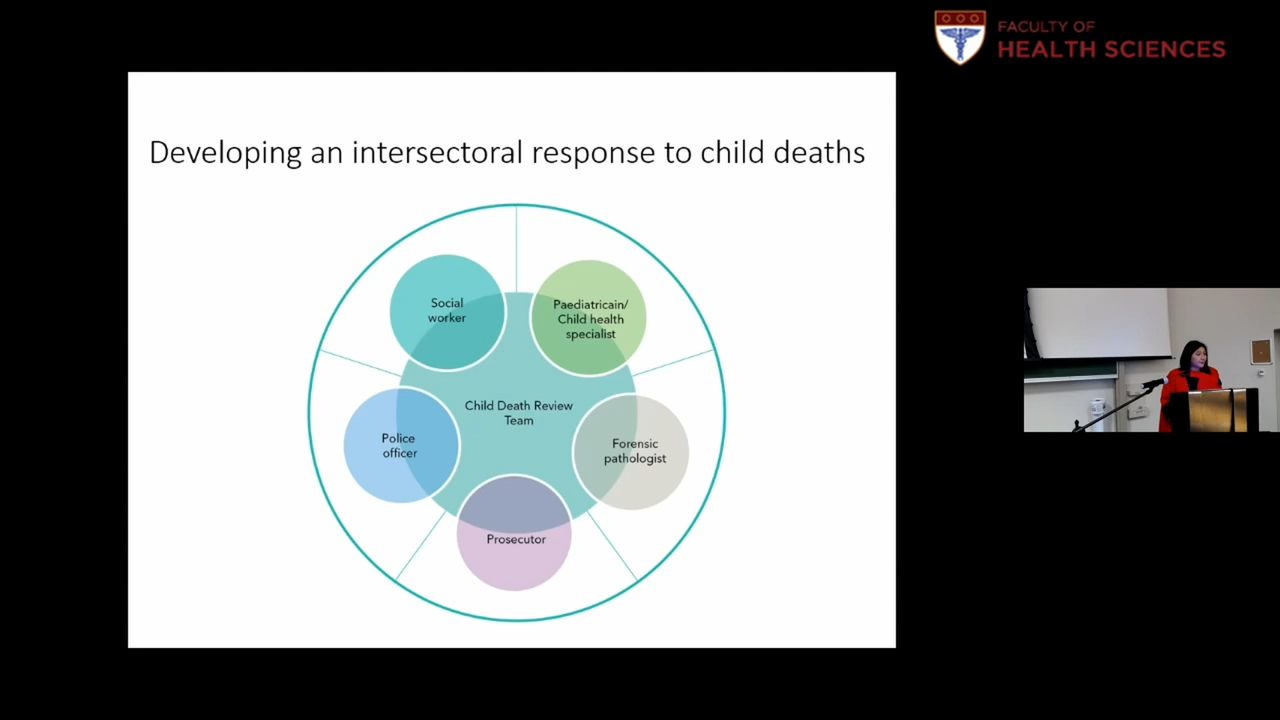 FACULTY OF
HEALTH SCIENCES
Developing an intersectoral response to child deaths
Social
worker
Paediatricain/
Child health
specialist
Child Death Review
Team
Police
officer
Forensic
pathologist
Prosecutor